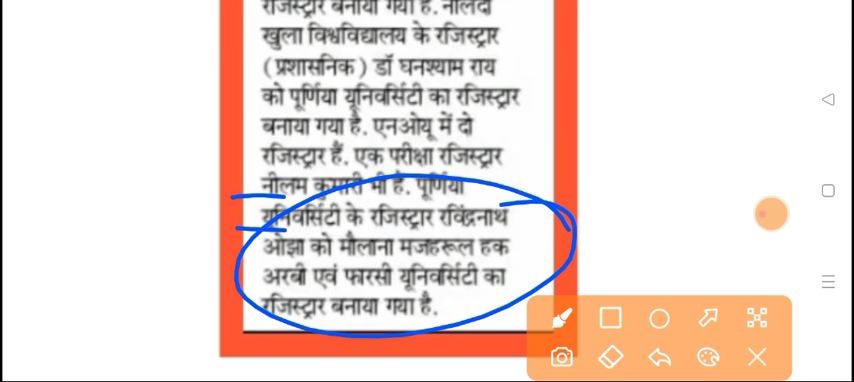 रजिस्ट्रार बनाया गया है. नालंदा
खुला विश्वविद्यालय के रजिस्ट्रार
(प्रशासनिक) डॉ घनश्याम राय
को पूर्णिया यूनिवर्सिटी का रजिस्ट्रार
बनाया गया है. एनओयू में दो
रजिस्ट्रार हैं. एक परीक्षा रजिस्ट्रार
नीलम कुमारी भी हैं. पूर्णिया
यूनिवर्सिटी के रजिस्ट्रार रविंद्रनाथ
ओझा को मौलाना मजहरूल हक
अरबी एवं फारसी यूनिवर्सिटी का
रजिस्ट्रार बनाया गया है.